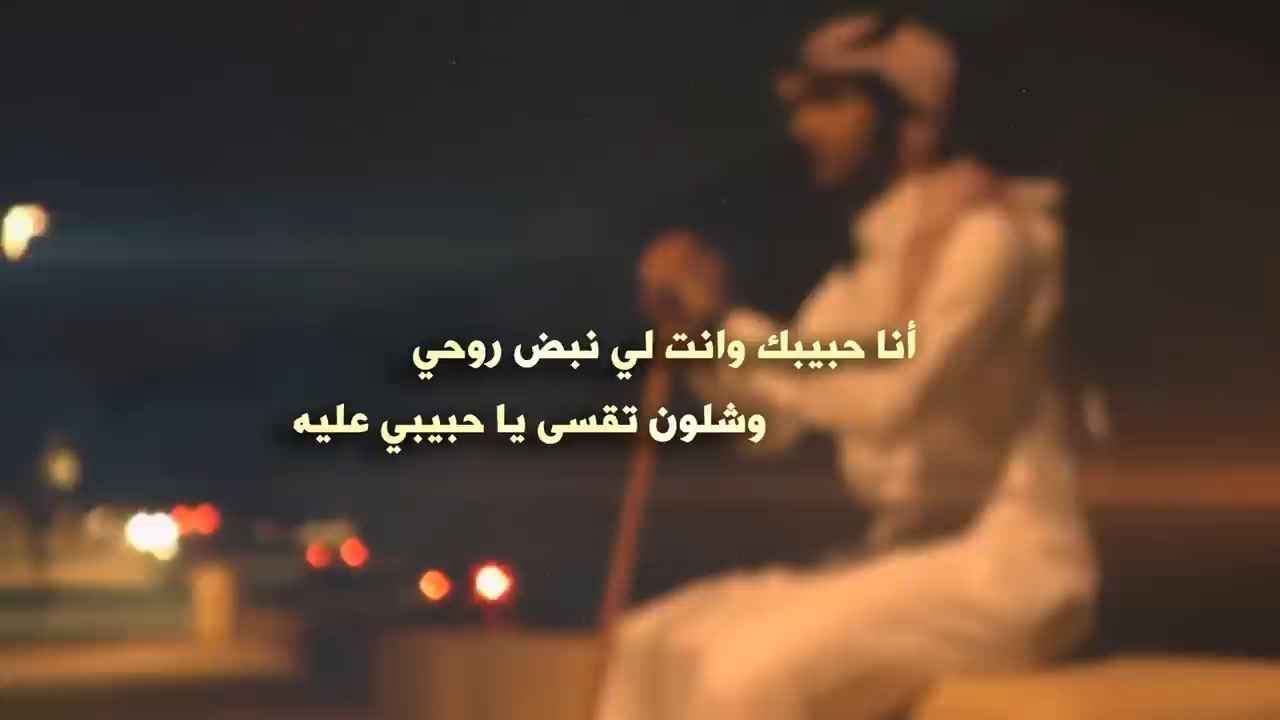 أنا حبيبك وانت لي نبض روحي
وشلون تقسى يا حبيبي عليه